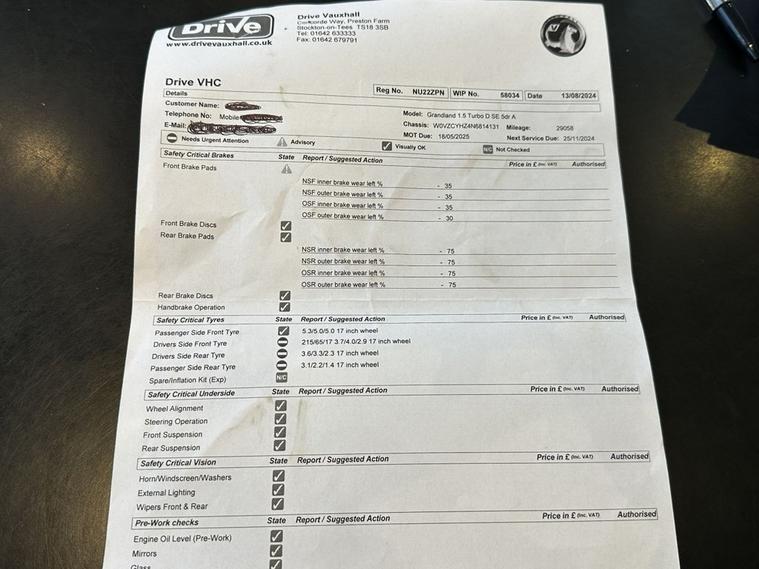 Drive
www.drivevauxhall.co.uk
Drive Vauxhall
Concorde Way, Preston Farm
Stockton-on-Tees TS18 3SB
Tel: 01642 633333
Fax: 01642 679791
Drive VHC
Details
Reg No. NU22ZPN WIP No. 58034 Date 13/08/2024
Customer Name:
Telephone No: Mobile
E-Mail:
Model: Grandland 1.5 Turbo D SE 5dr A
Chassis: W0VZCYHZ4N6814131 Mileage: 29058
MOT Due: 18/05/2025 Next Service Due: 25/11/2024
Needs Urgent Attention Advisory Visually OK N/C Not Checked
Safety Critical Brakes State Report / Suggested Action Price in £ (Inc. VAT) Authorised
Front Brake Pads
NSF inner brake wear left % - 35
NSF outer brake wear left % - 35
OSF inner brake wear left % - 35
OSF outer brake wear left % - 30
Front Brake Discs
Rear Brake Pads
NSR inner brake wear left % - 75
NSR outer brake wear left % - 75
OSR inner brake wear left % - 75
OSR outer brake wear left % - 75
Rear Brake Discs
Handbrake Operation
Safety Critical Tyres State Report / Suggested Action Price in £ (Inc. VAT) Authorised
Passenger Side Front Tyre 5.3/5.0/5.0 17 inch wheel
Drivers Side Front Tyre 215/65/17 3.7/4.0/2.9 17 inch wheel
Drivers Side Rear Tyre 3.6/3.3/2.3 17 inch wheel
Passenger Side Rear Tyre 3.1/2.2/1.4 17 inch wheel
Spare/Inflation Kit (Exp) N/C
Safety Critical Underside State Report / Suggested Action Price in £ (Inc. VAT) Authorised
Wheel Alignment
Steering Operation
Front Suspension
Rear Suspension
Safety Critical Vision State Report / Suggested Action Price in £ (Inc. VAT) Authorised
Horn/Windscreen/Washers
External Lighting
Wipers Front & Rear
Pre-Work checks State Report / Suggested Action Price in £ (Inc. VAT) Authorised
Engine Oil Level (Pre-Work)
Mirrors
Glass